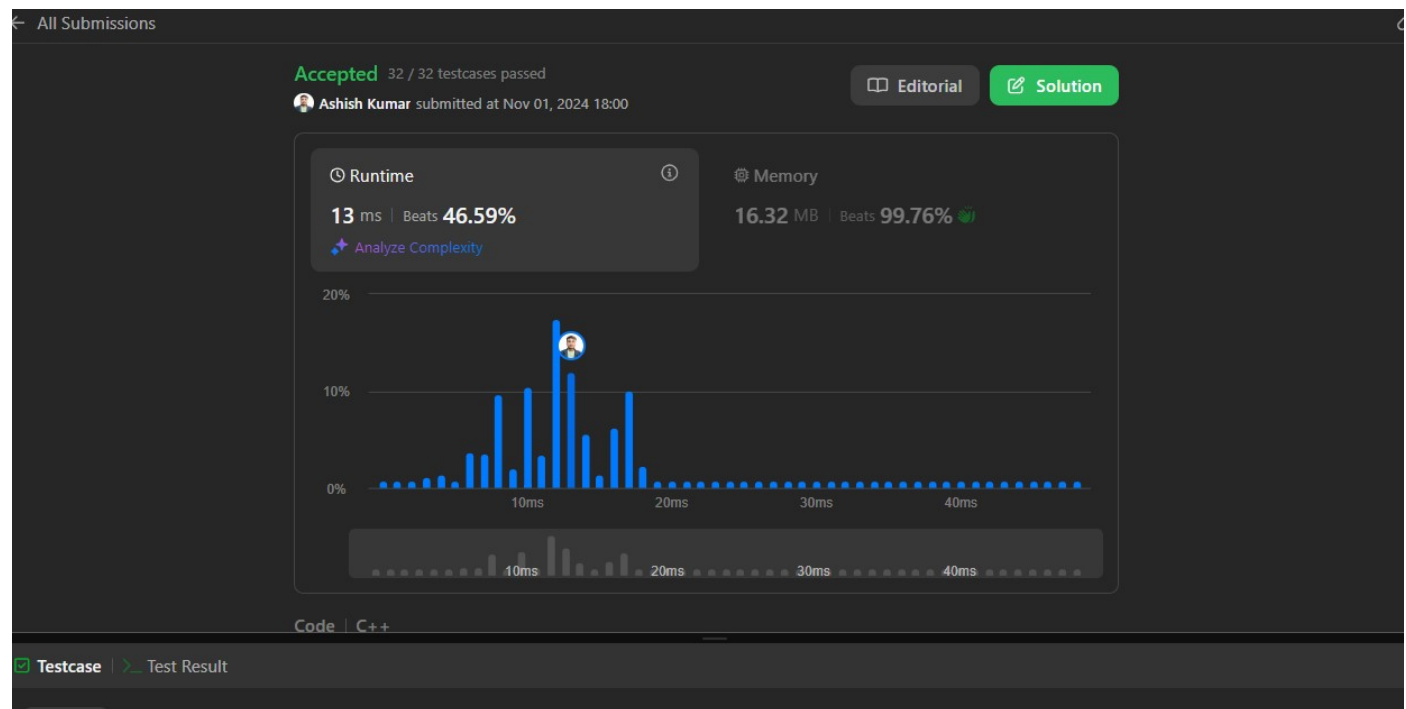 ← All Submissions
Accepted 32 / 32 testcases passed
Editorial
Solution
Ashish Kumar submitted at Nov 01, 2024 18:00
Runtime
13 ms | Beats 46.59%
Analyze Complexity
Memory
16.32 MB | Beats 99.76%
20%
10%
0%
10ms 20ms 30ms 40ms
10ms 20ms 30ms 40ms
Code | C++
Testcase | >_ Test Result